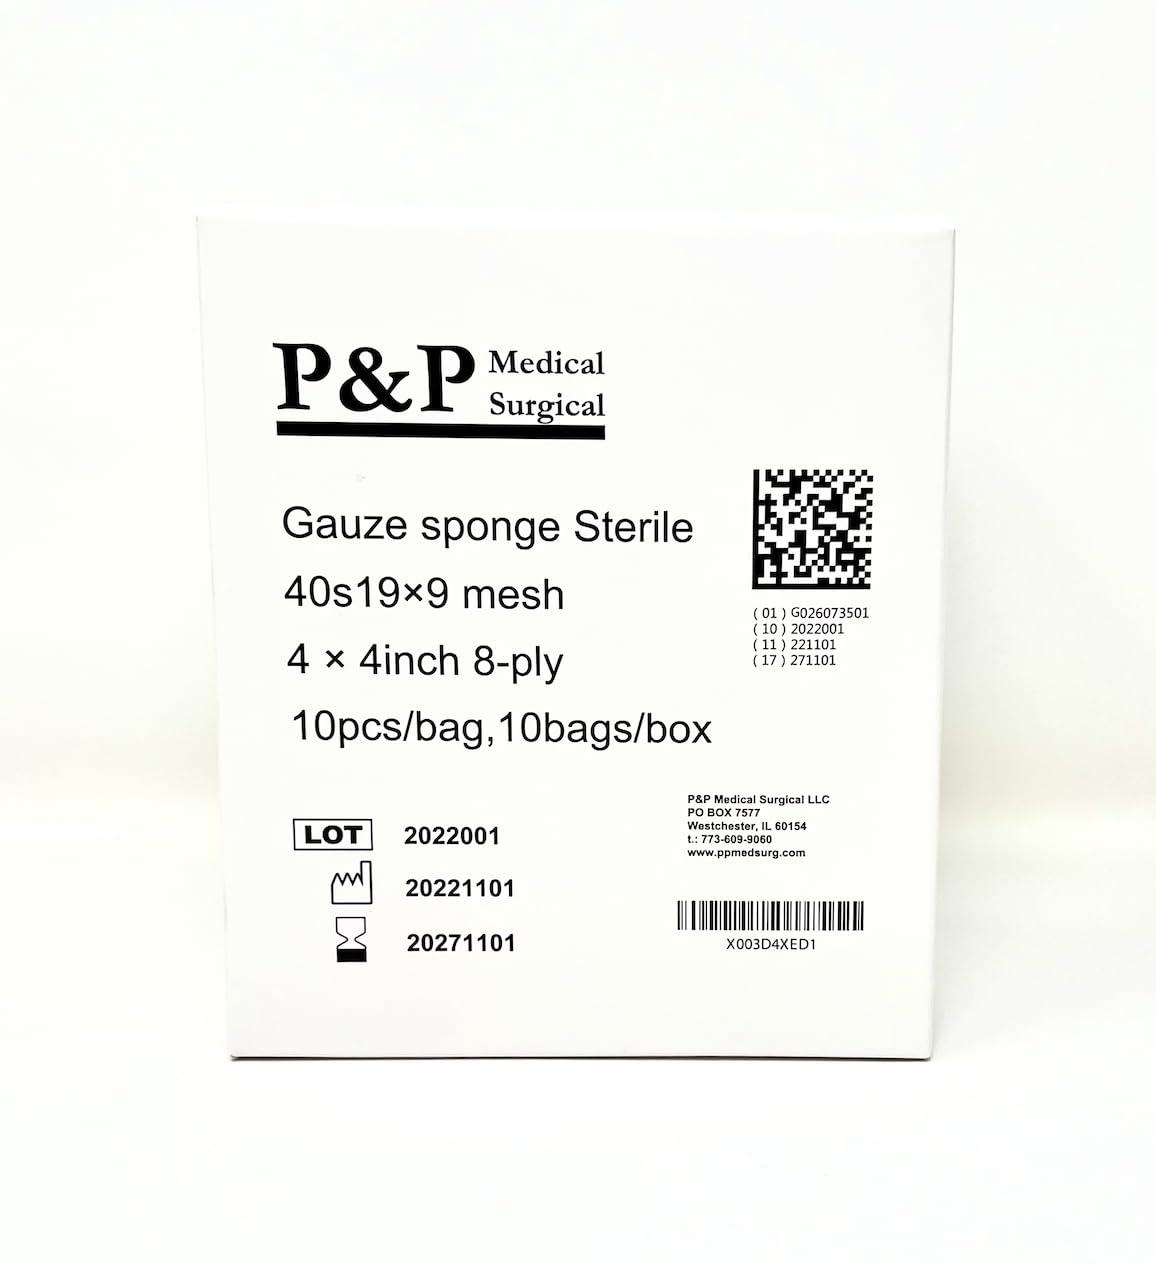 P&P Medical
Surgical
Gauze sponge Sterile
40s19×9 mesh
4 × 4inch 8-ply
10pcs/bag,10bags/box
( 01 ) G026073501
( 10 ) 2022001
( 11 ) 221101
( 17 ) 271101
LOT 2022001
20221101
20271101
P&P Medical Surgical LLC
PO BOX 7577
Westchester, IL 60154
t.: 773-609-9060
www.ppmedsurg.com
X003D4XED1